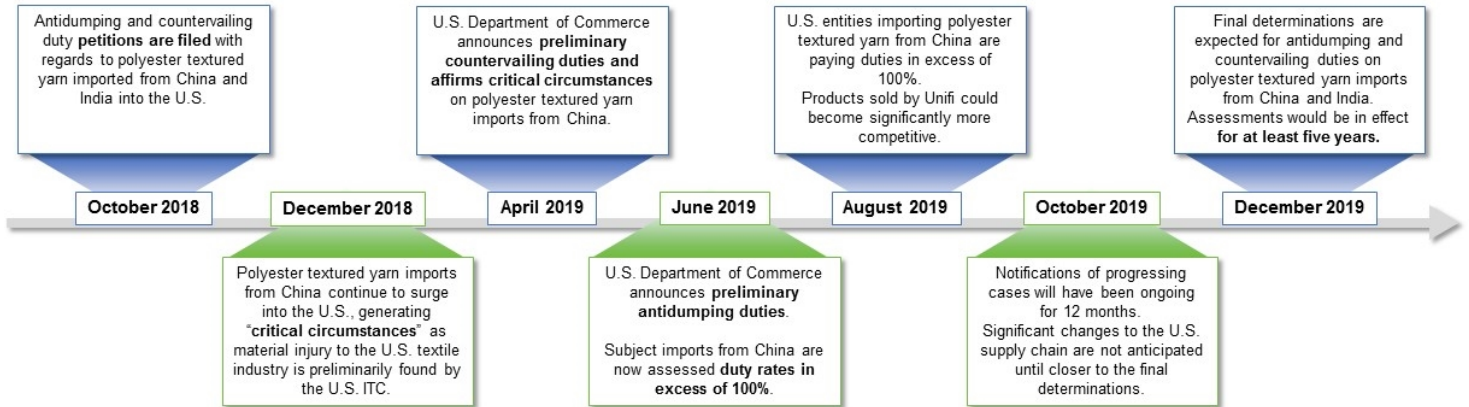 Antidumping and countervailing
duty petitions are filed with
regards to polyester textured
yarn imported from China and
India into the U.S.
U.S. Department of Commerce
announces preliminary
countervailing duties and
affirms critical circumstances
on polyester textured yarn
imports from China.
U.S. entities importing polyester
textured yarn from China are
paying duties in excess of
100%.
Products sold by Unifi could
become significantly more
competitive.
Final determinations are
expected for antidumping and
countervailing duties on
polyester textured yarn imports
from China and India.
Assessments would be in effect
for at least five years.
October 2018
December 2018
April 2019
June 2019
August 2019
October 2019
December 2019
Polyester textured yarn imports
from China continue to surge
into the U.S., generating
“critical circumstances” as
material injury to the U.S. textile
industry is preliminarily found by
the U.S. ITC.
U.S. Department of Commerce
announces preliminary
antidumping duties.
Subject imports from China are
now assessed duty rates in
excess of 100%.
Notifications of progressing
cases will have been ongoing
for 12 months.
Significant changes to the U.S.
supply chain are not anticipated
until closer to the final
determinations.